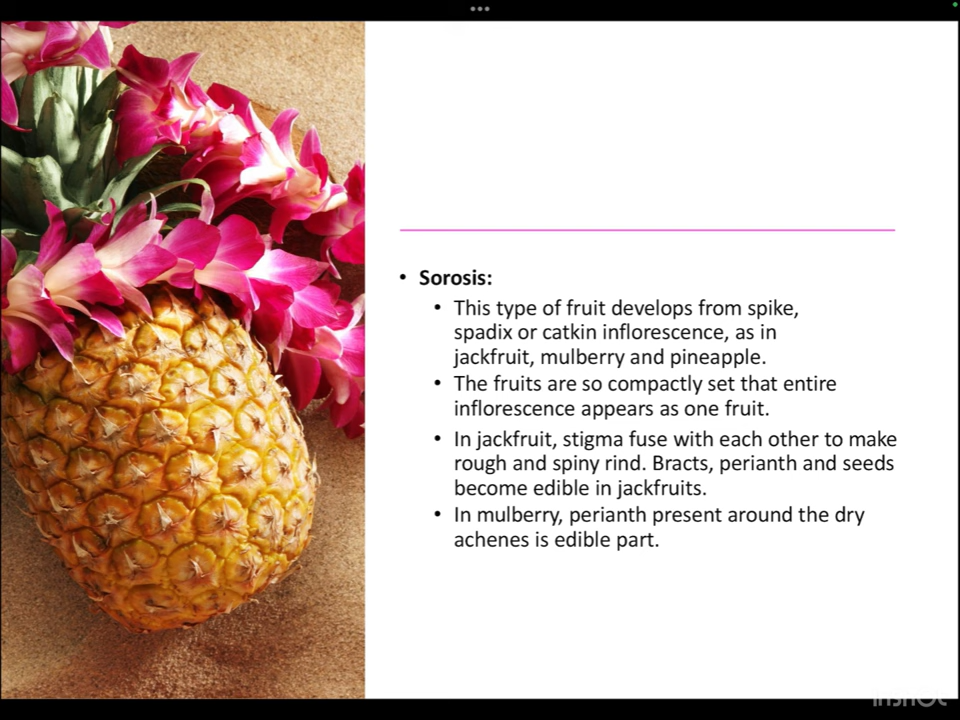 • Sorosis:
• This type of fruit develops from spike,
spadix or catkin inflorescence, as in
jackfruit, mulberry and pineapple.
• The fruits are so compactly set that entire
inflorescence appears as one fruit.
• In jackfruit, stigma fuse with each other to make
rough and spiny rind. Bracts, perianth and seeds
become edible in jackfruits.
• In mulberry, perianth present around the dry
achenes is edible part.
InShOt